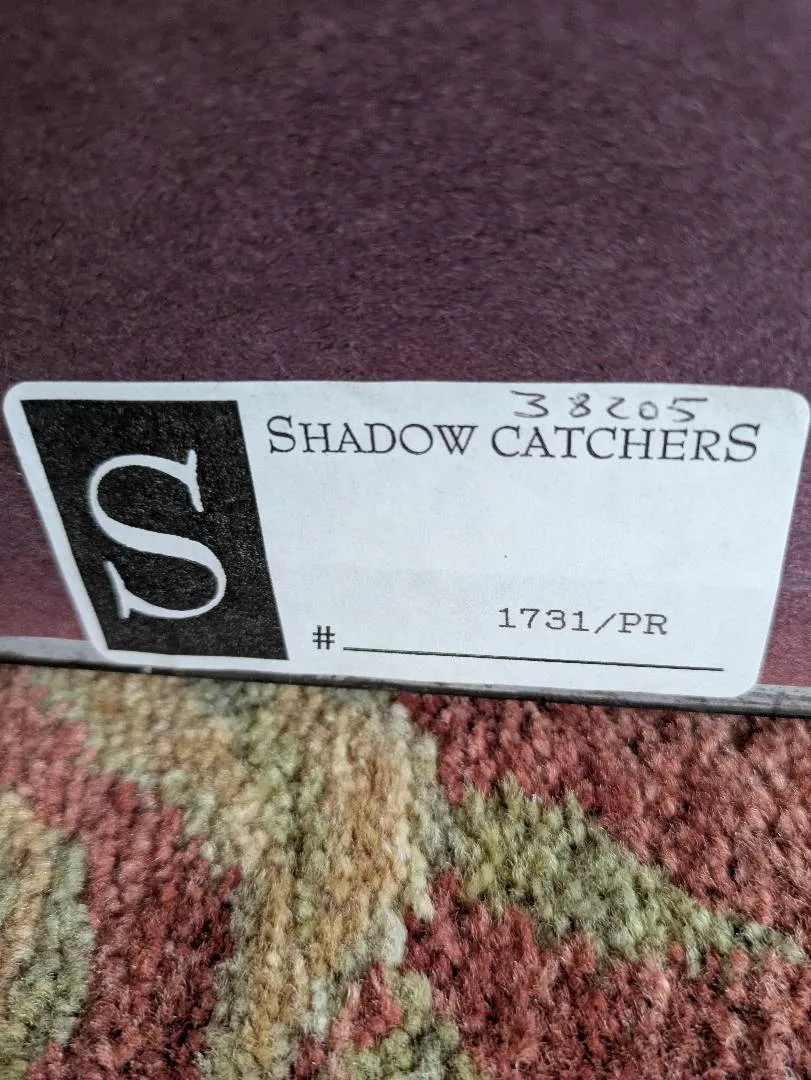 38205
SHADOW CATCHERS
S
# 1731/PR